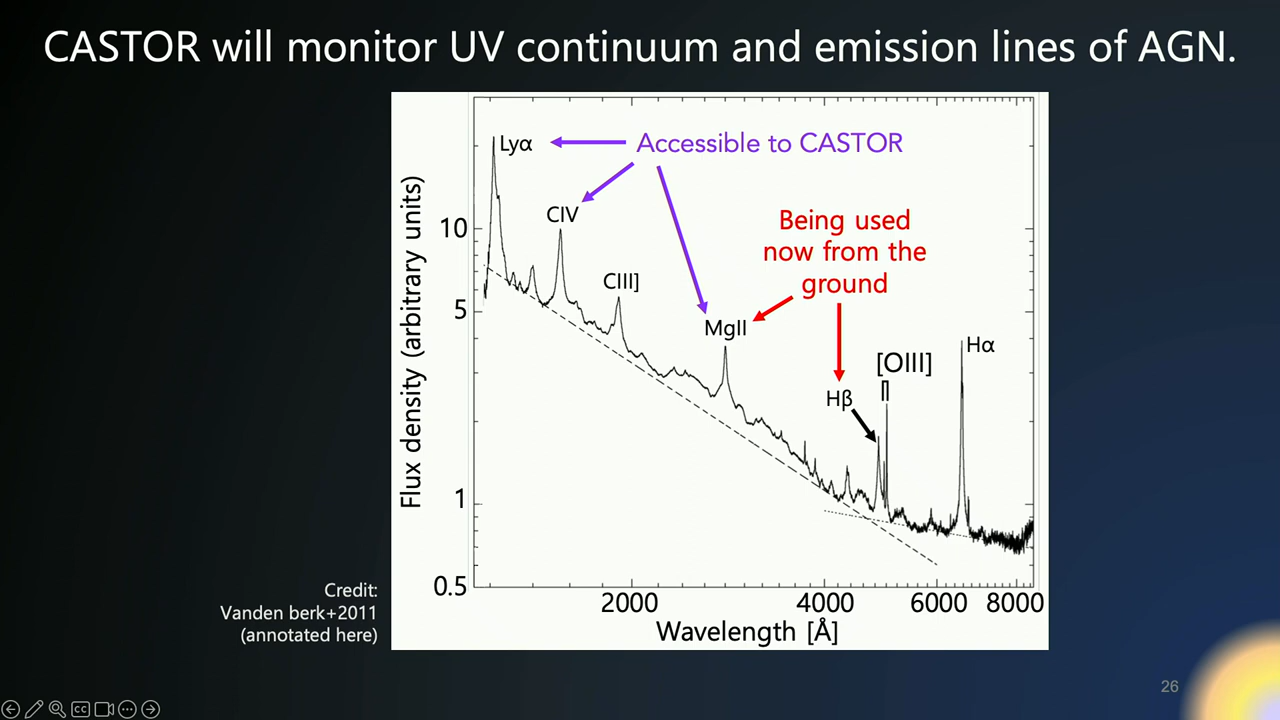 CASTOR will monitor UV continuum and emission lines of AGN.
Lyα
Accessible to CASTOR
CIV
Being used
now from the
ground
CIII]
MgII
[OIII]
Hα
Hβ
Flux density (arbitrary units)
10
5
1
0.5
2000
4000
6000
8000
Wavelength [Å]
Credit:
Vanden berk+2011
(annotated here)
26
CC